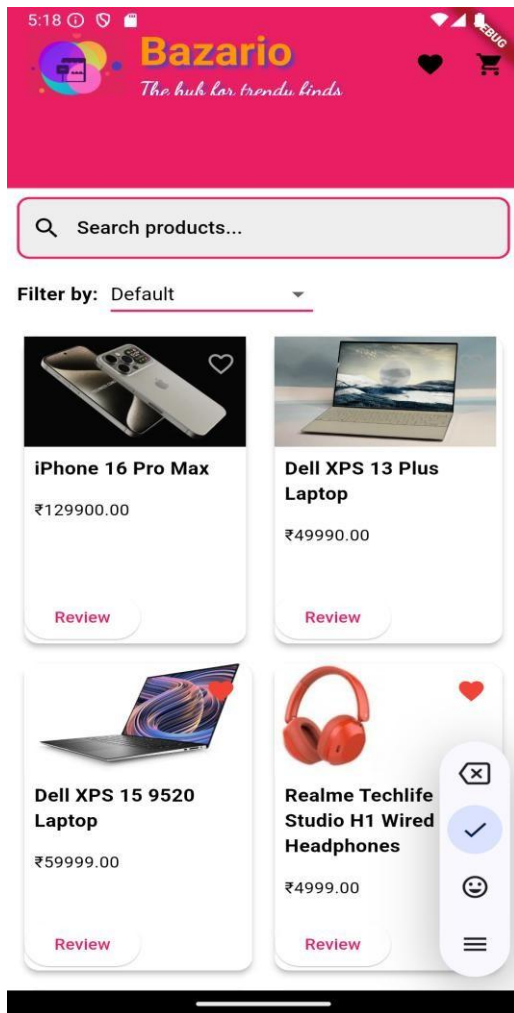 5:18
DEBUG
Bazario
The hub for trendy finds
Search products...
Filter by: Default
iPhone 16 Pro Max
₹129900.00
Review
Dell XPS 13 Plus
Laptop
₹49990.00
Review
Dell XPS 15 9520
Laptop
₹59999.00
Review
Realme Techlife
Studio H1 Wired
Headphones
₹4999.00
Review